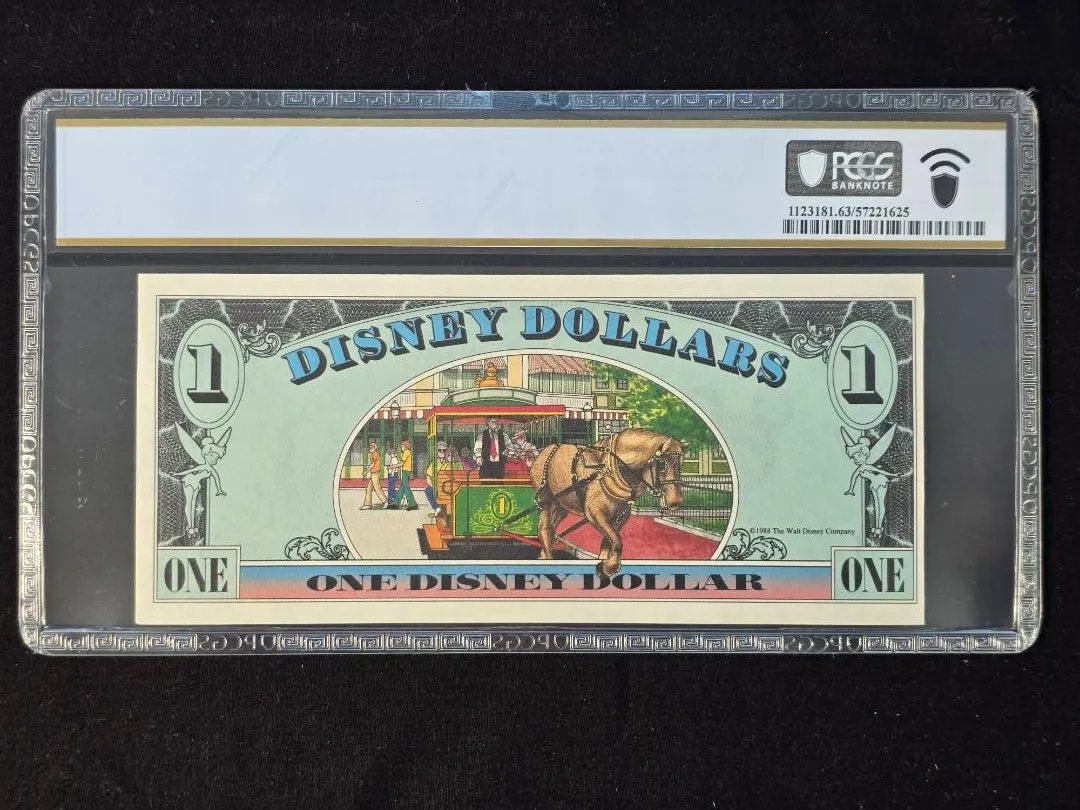 PCGS
BANKNOTE
1123181.63/57221625
DISNEY DOLLARS
1
1
1
©1988 The Walt Disney Company
ONE
ONE DISNEY DOLLAR
ONE